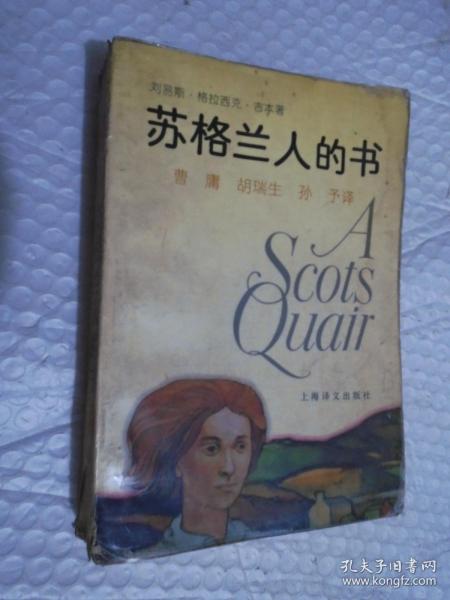 刘易斯·格拉西克·吉本著
苏格兰人的书
曹 庸 胡瑞生 孙 予译
A
Scots
Quair
上海译文出版社
孔夫子旧书网
www.kongfz.com